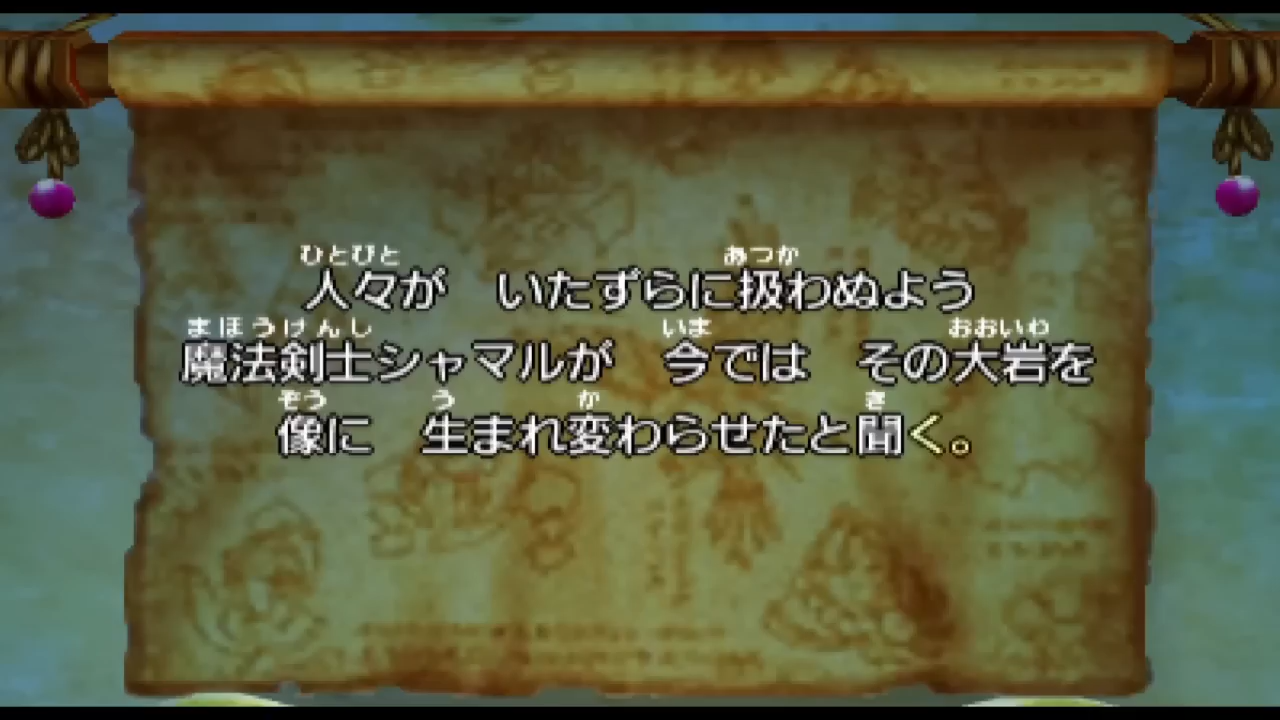 人々が　いたずらに扱わぬよう
魔法剣士シャマルが　今では　その大岩を
像に　生まれ変わらせたと聞く。